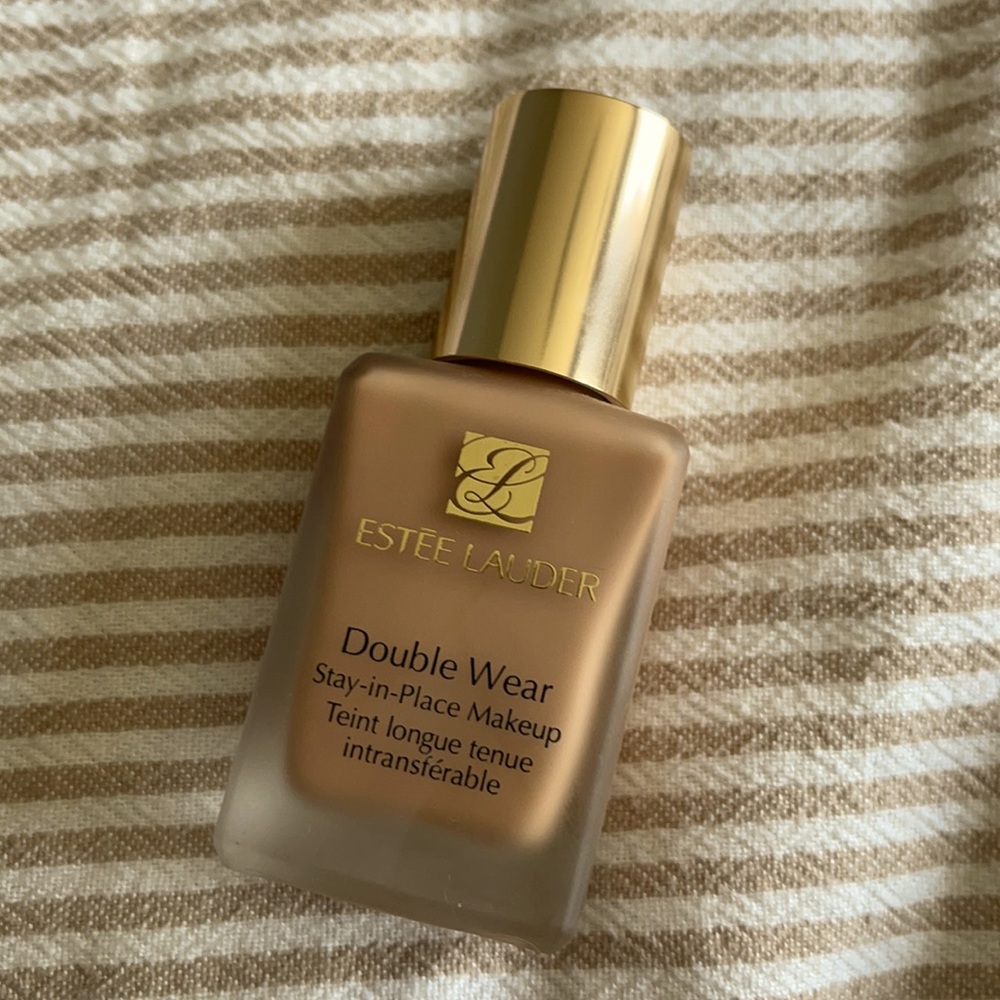 EL
ESTĒE LAUDER
Double Wear
Stay-in-Place Makeup
Teint longue tenue
intransférable